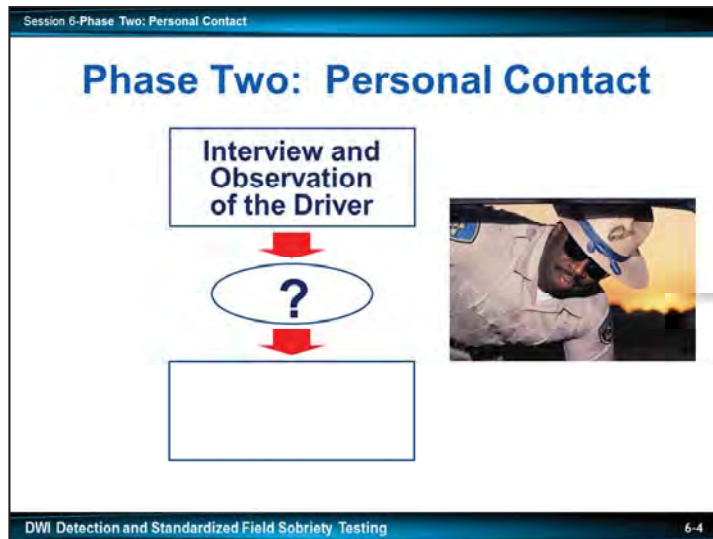 Session 6-Phase Two: Personal Contact
Phase Two: Personal Contact
Interview and
Observation
of the Driver
?
DWI Detection and Standardized Field Sobriety Testing
6-4